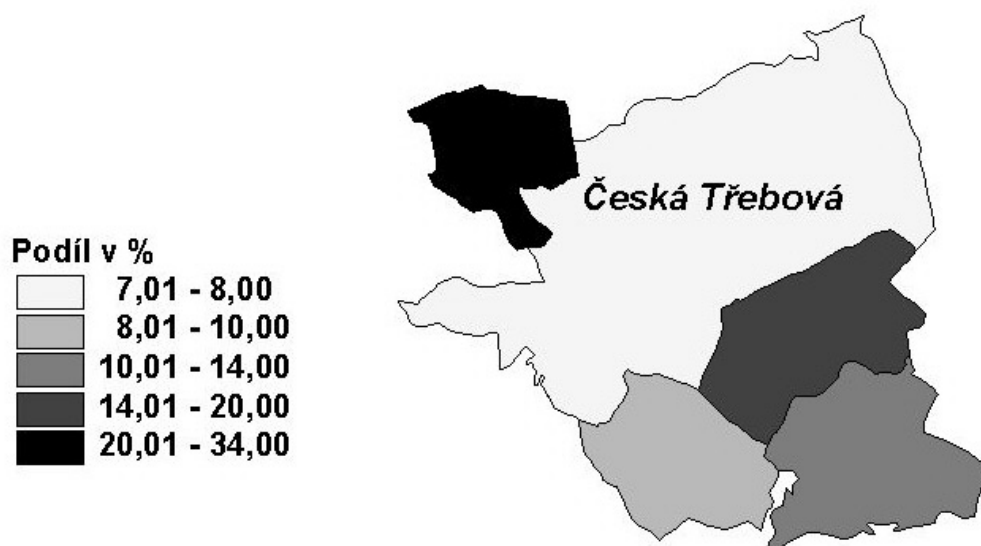 Česká Třebová
Podíl v %
7,01 - 8,00
8,01 - 10,00
10,01 - 14,00
14,01 - 20,00
20,01 - 34,00